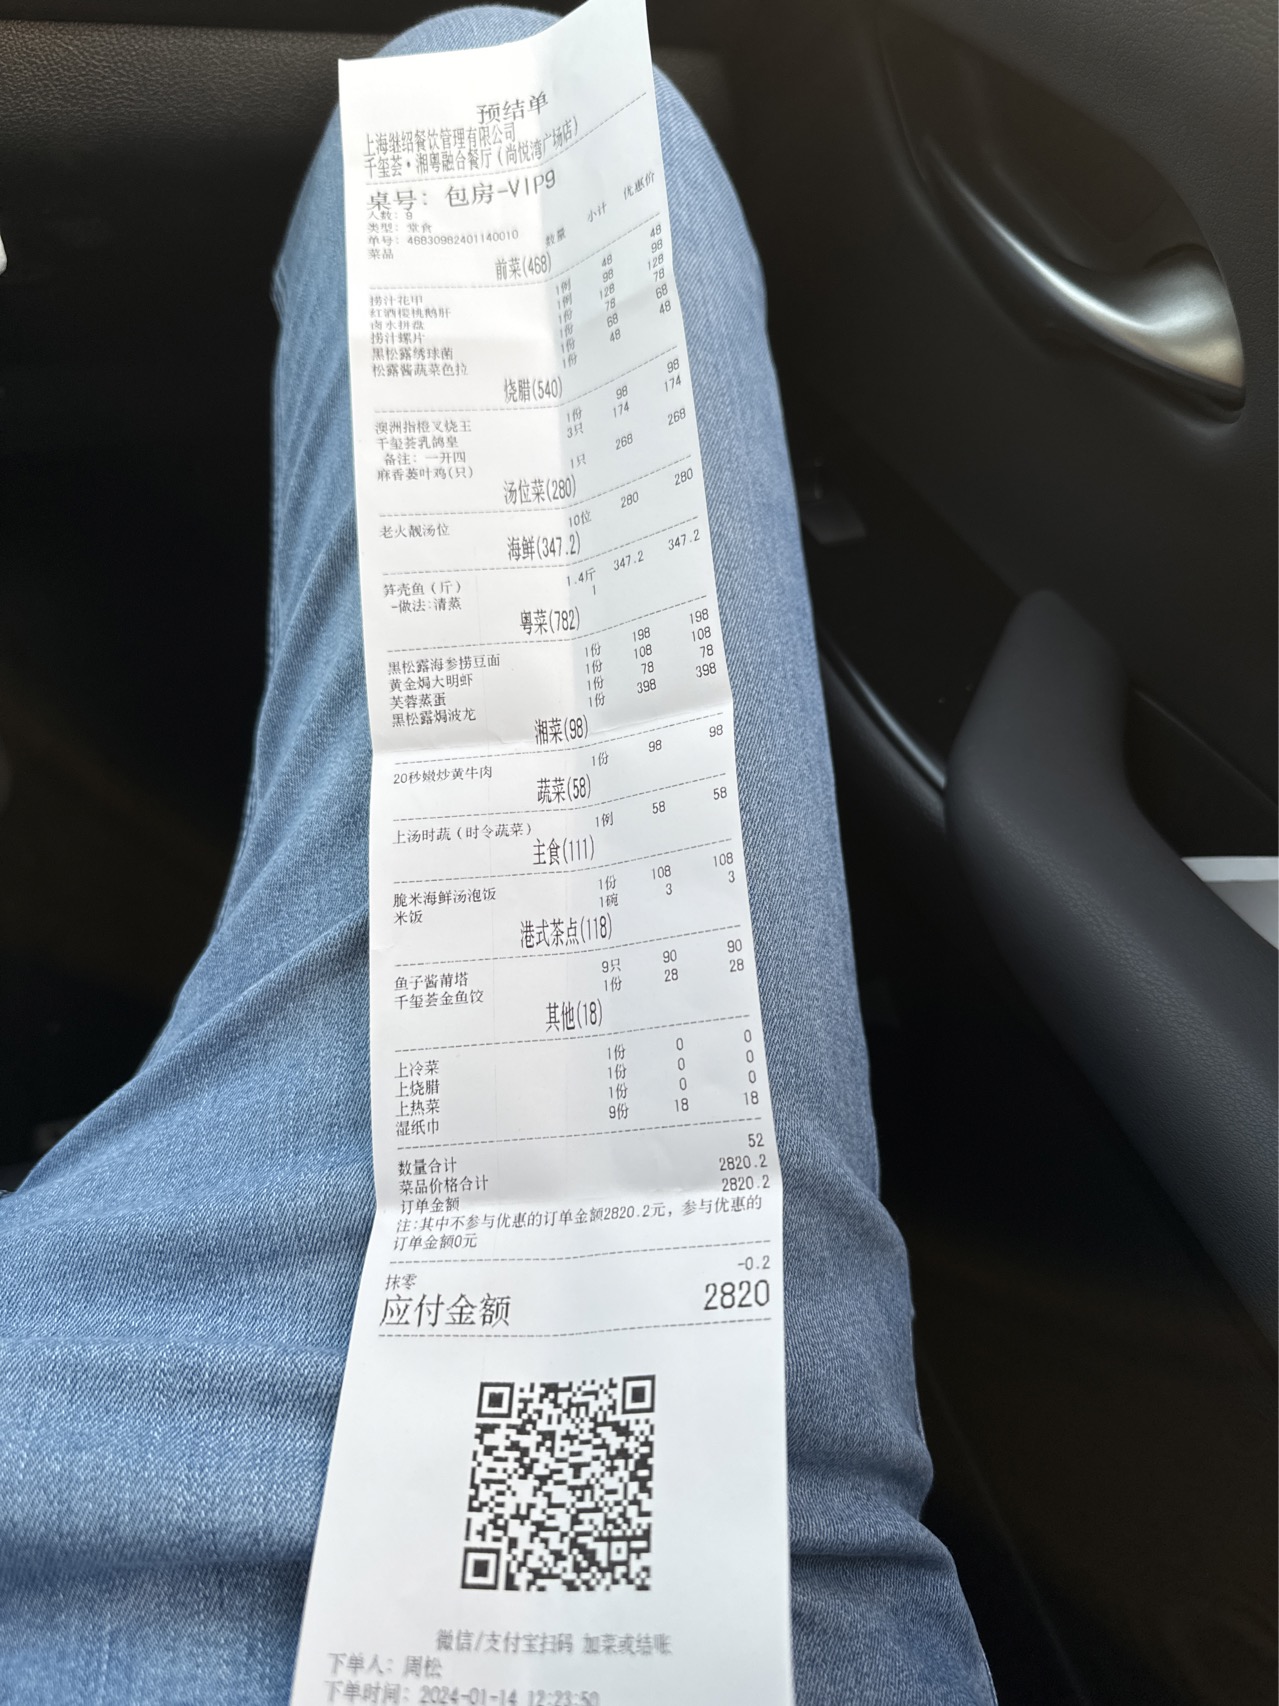 预结单
上海继绍餐饮管理有限公司
千玺荟·湘粤融合餐厅(尚悦湾广场店)
桌号: 包房-VIP9
人数: 9
类型: 堂食
单号: 46830982401140010
菜品 数量 小计 优惠价
前菜(468)
捞汁花甲 1例 48 48
红酒樱桃鹅肝 1例 98 98
卤水拼盘 1份 128 128
捞汁螺片 1份 78 78
黑松露绣球菌 1份 68 68
松露酱蔬菜色拉 1份 48 48
烧腊(540)
澳洲指橙叉烧王 1份 98 98
千玺荟乳鸽皇 3只 174 174
备注: 一开四
麻香蒌叶鸡(只) 1只 268 268
汤位菜(280)
老火靓汤位 10位 280 280
海鲜(347.2)
笋壳鱼(斤) 1.4斤 347.2 347.2
-做法:清蒸 1
粤菜(782)
黑松露海参捞豆面 1份 198 198
黄金焗大明虾 1份 108 108
芙蓉蒸蛋 1份 78 78
黑松露焗波龙 1份 398 398
湘菜(98)
20秒嫩炒黄牛肉 1份 98 98
蔬菜(58)
上汤时蔬(时令蔬菜) 1例 58 58
主食(111)
脆米海鲜汤泡饭 1份 108 108
米饭 1碗 3 3
港式茶点(118)
鱼子酱莆塔 9只 90 90
千玺荟金鱼饺 1份 28 28
其他(18)
上冷菜 1份 0 0
上烧腊 1份 0 0
上热菜 1份 0 0
湿纸巾 9份 18 18
数量合计 52
菜品价格合计 2820.2
订单金额 2820.2
注:其中不参与优惠的订单金额2820.2元, 参与优惠的
订单金额0元
抹零 -0.2
应付金额 2820
微信/支付宝扫码 加菜或结账
下单人: 周松
下单时间: 2024-01-14 12:23:50